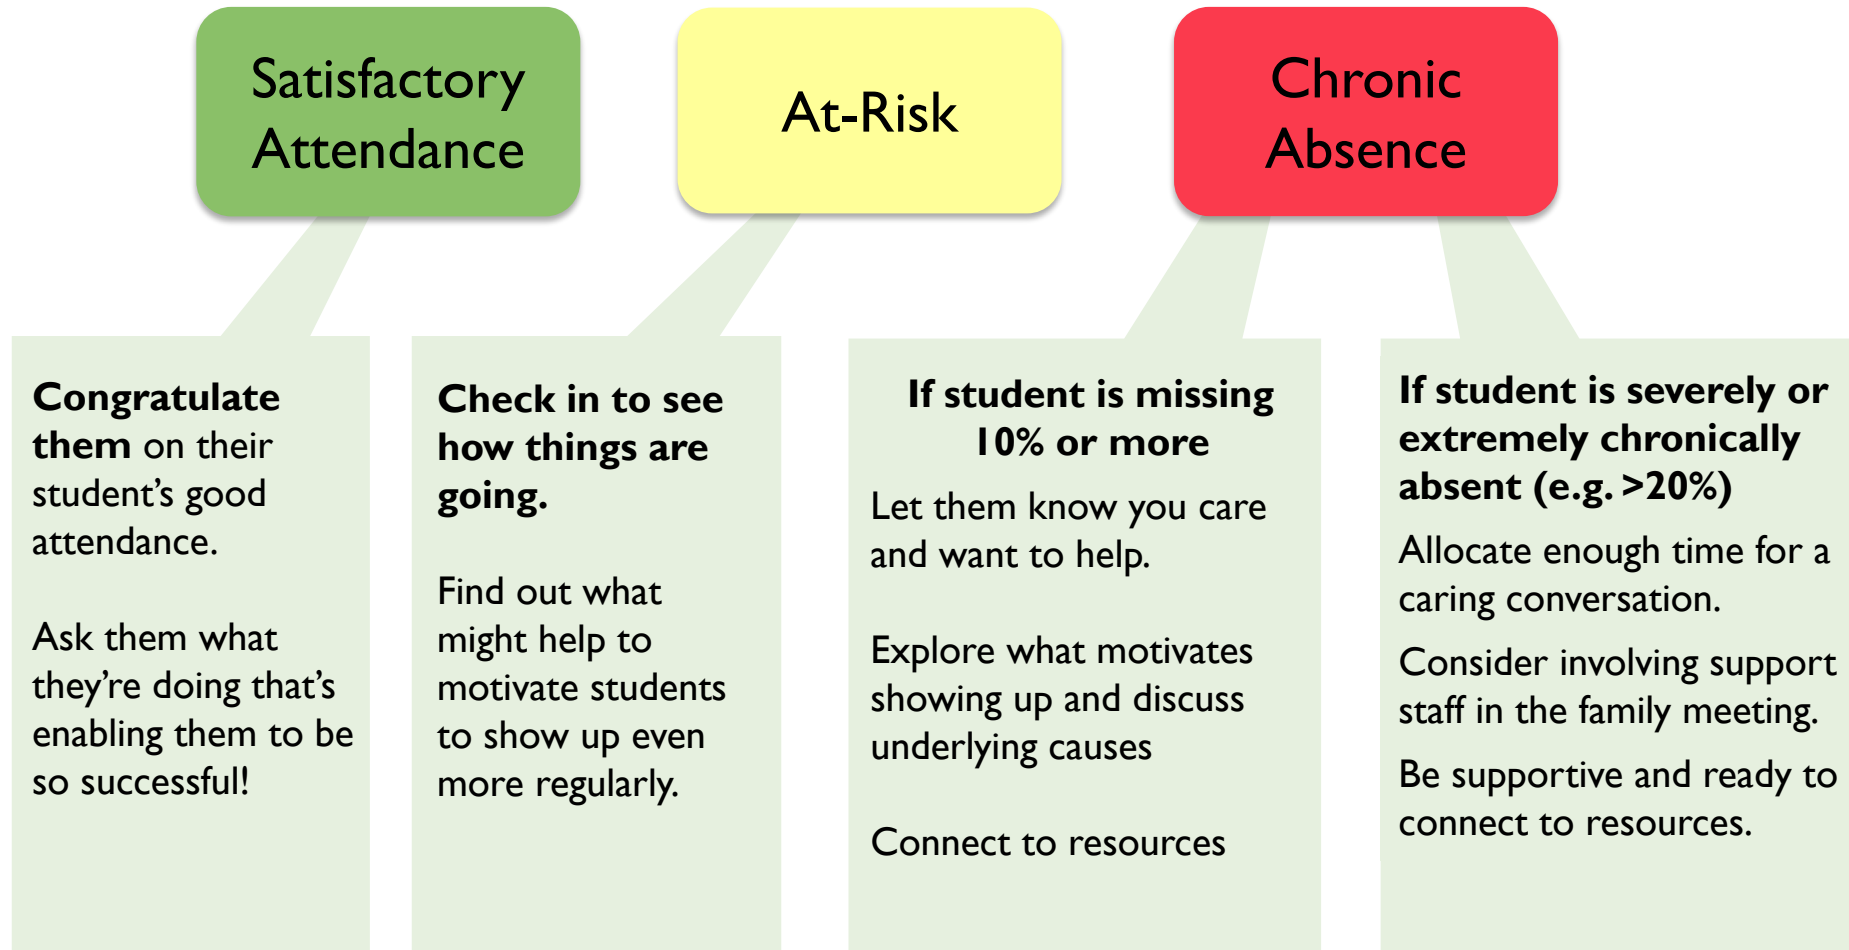 Satisfactory
Attendance
At-Risk
Chronic
Absence
Congratulate
them on their
student’s good
attendance.
Ask them what
they’re doing that’s
enabling them to be
so successful!
Check in to see
how things are
going.
Find out what
might help to
motivate students
to show up even
more regularly.
If student is missing
10% or more
Let them know you care
and want to help.
Explore what motivates
showing up and discuss
underlying causes
Connect to resources
If student is severely or
extremely chronically
absent (e.g. >20%)
Allocate enough time for a
caring conversation.
Consider involving support
staff in the family meeting.
Be supportive and ready to
connect to resources.